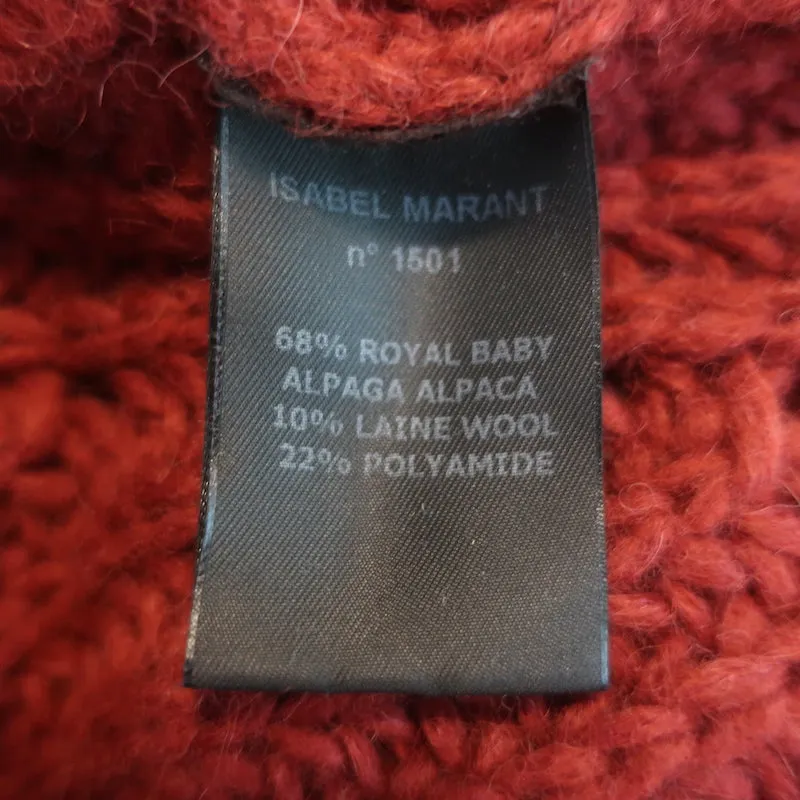 ISABEL MARANT
n° 1501
68% ROYAL BABY
ALPAGA ALPACA
10% LAINE WOOL
22% POLYAMIDE